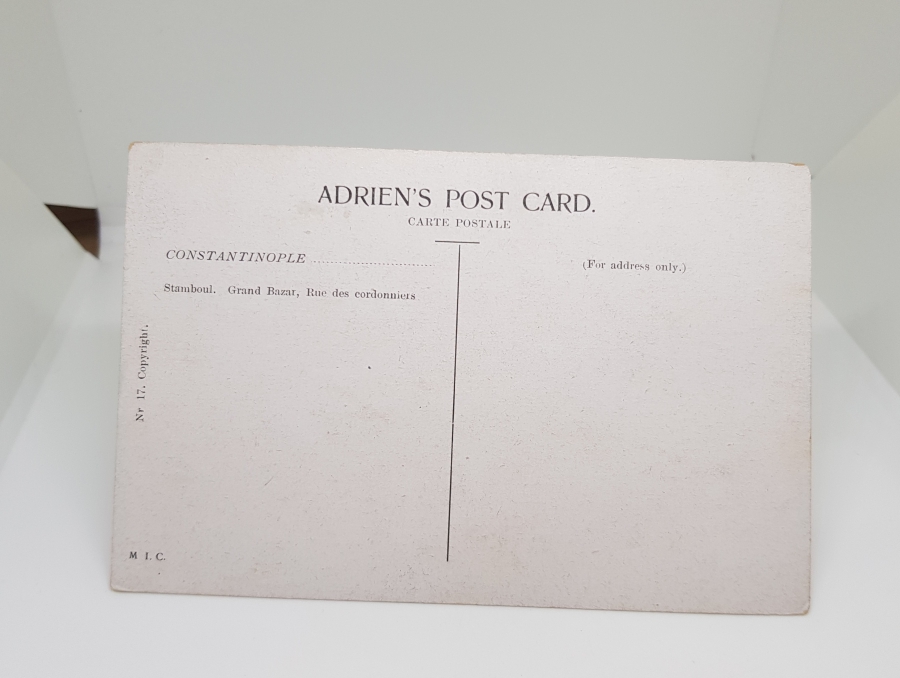 ADRIEN'S POST CARD.
CARTE POSTALE
CONSTANTINOPLE
Stamboul. Grand Bazar, Rue des cordonniers
(For address only.)
Nr 17. Copyright.
M I. C.